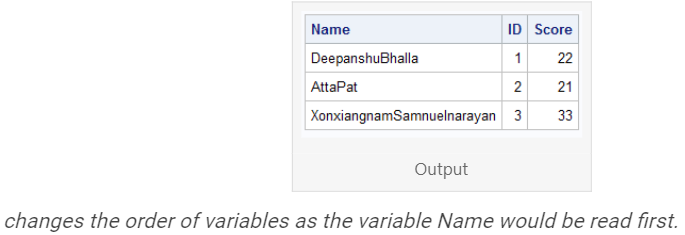 Name ID Score
DeepanshuBhalla 1 22
AttaPat 2 21
XonxiangnamSamnuelnarayan 3 33
Output
changes the order of variables as the variable Name would be read first.